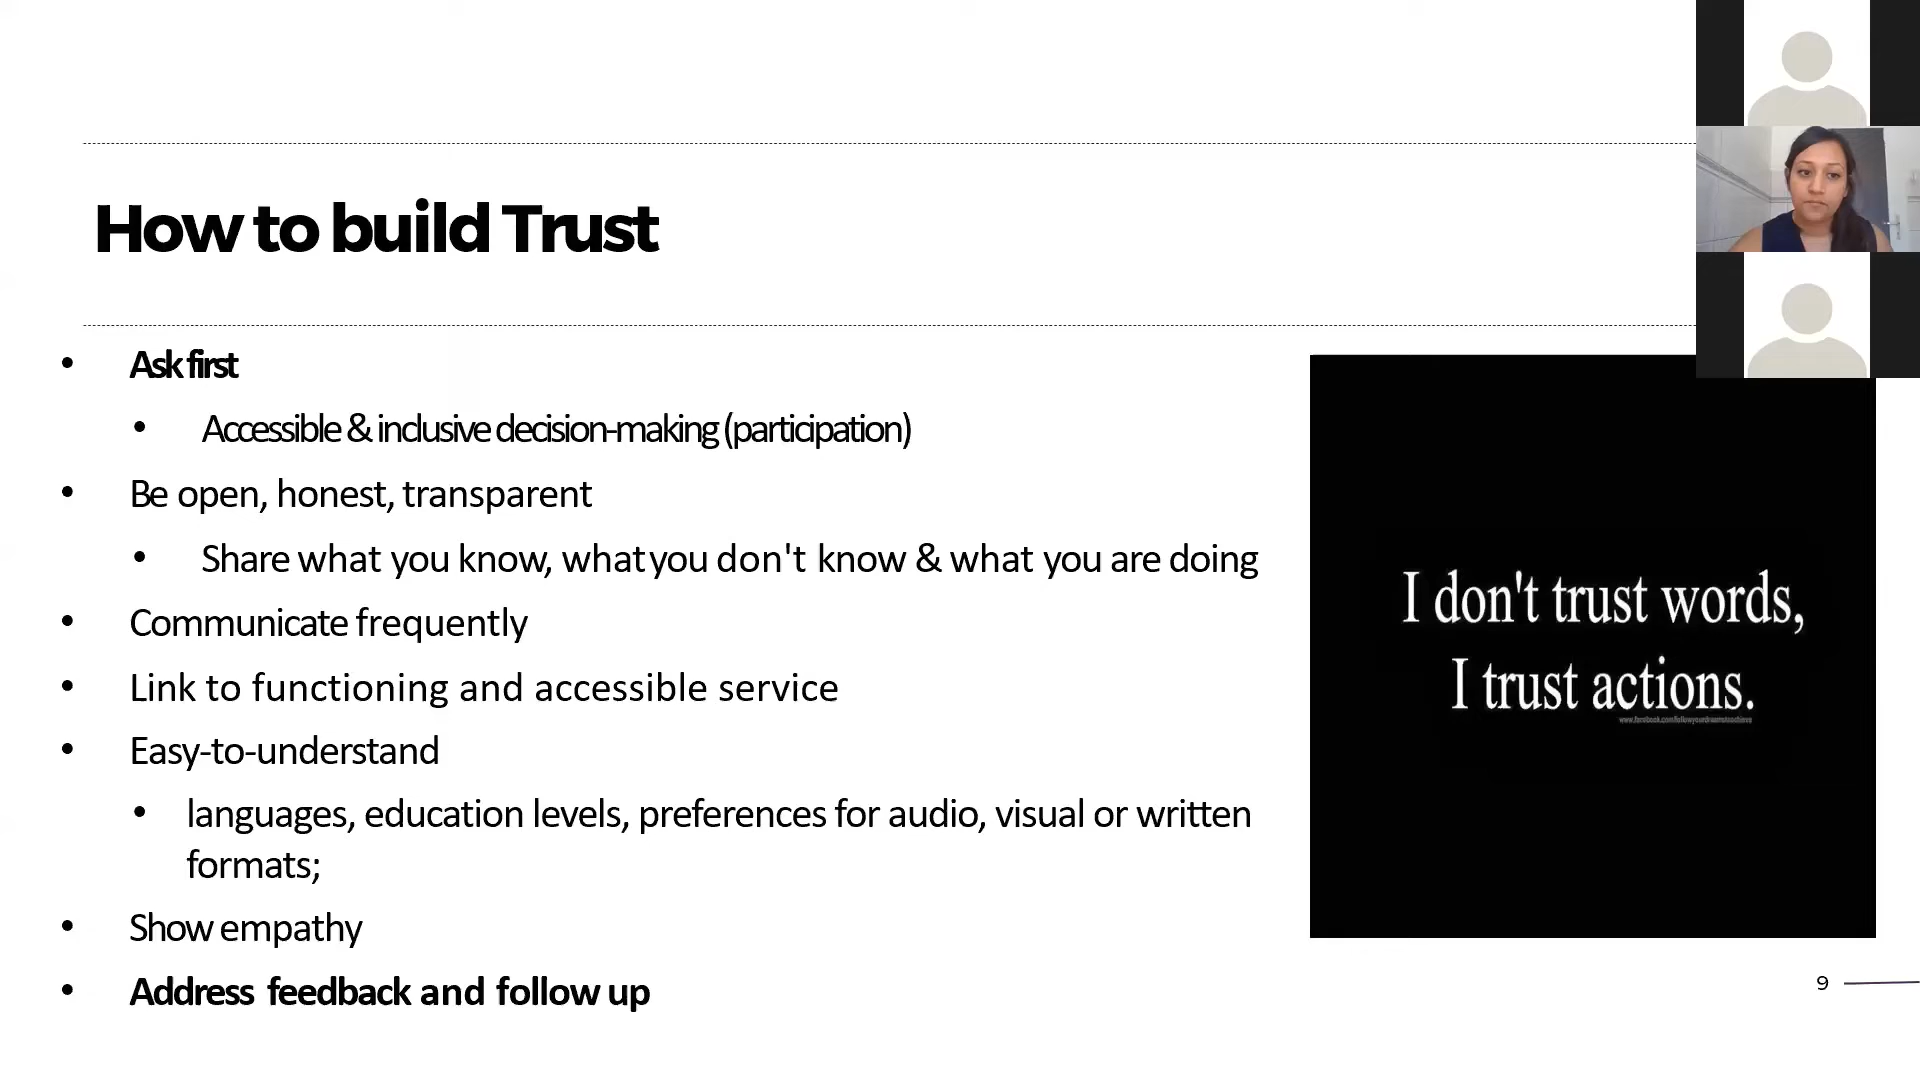 How to build Trust
Ask first
Accessible & inclusive decision-making (participation)
Be open, honest, transparent
Share what you know, what you don't know & what you are doing
Communicate frequently
Link to functioning and accessible service
Easy-to-understand
languages, education levels, preferences for audio, visual or written
formats;
Show empathy
Address feedback and follow up
I don't trust words,
I trust actions.
9